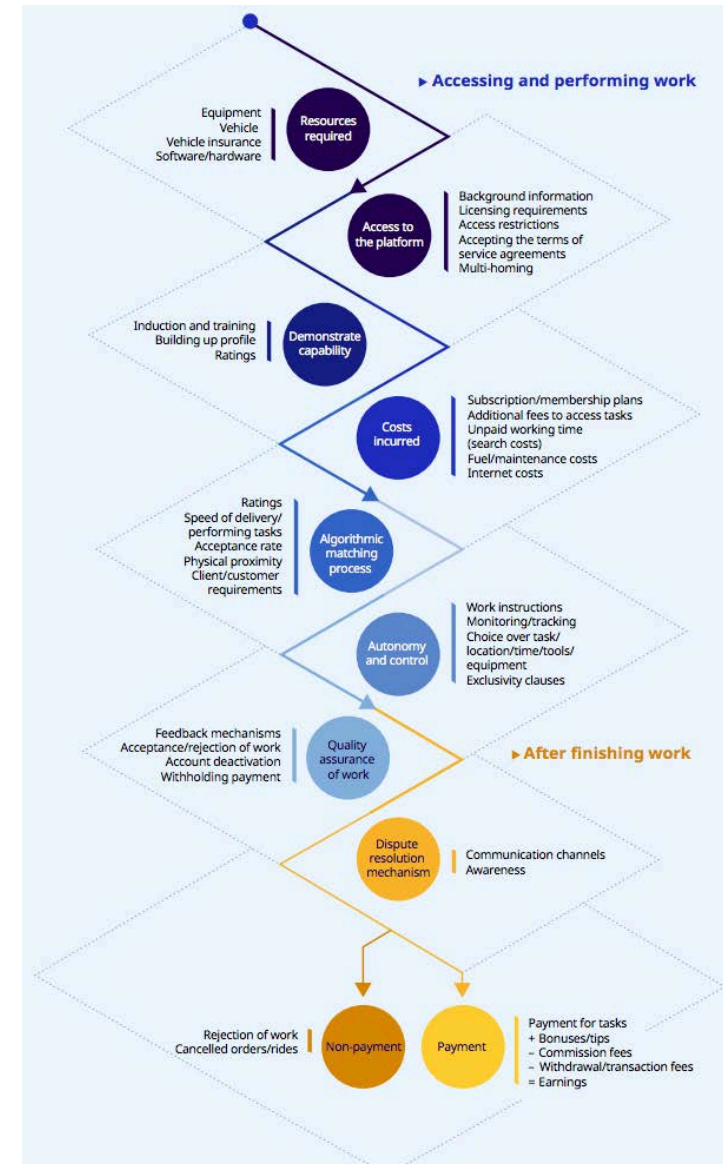 ▸ Accessing and performing work
Equipment
Vehicle
Vehicle insurance
Software/hardware
Resources
required
Access to
the platform
Background information
Licensing requirements
Access restrictions
Accepting the terms of
service agreements
Multi-homing
Induction and training
Building up profile
Ratings
Demonstrate
capability
Costs
incurred
Subscription/membership plans
Additional fees to access tasks
Unpaid working time
(search costs)
Fuel/maintenance costs
Internet costs
Ratings
Speed of delivery/
performing tasks
Acceptance rate
Physical proximity
Client/customer
requirements
Algorithmic
matching
process
Autonomy
and control
Work instructions
Monitoring/tracking
Choice over task/
location/time/tools/
equipment
Exclusivity clauses
Feedback mechanisms
Acceptance/rejection of work
Account deactivation
Withholding payment
Quality
assurance
of work
▸ After finishing work
Dispute
resolution
mechanism
Communication channels
Awareness
Rejection of work
Cancelled orders/rides
Non-payment
Payment
Payment for tasks
+ Bonuses/tips
– Commission fees
– Withdrawal/transaction fees
= Earnings